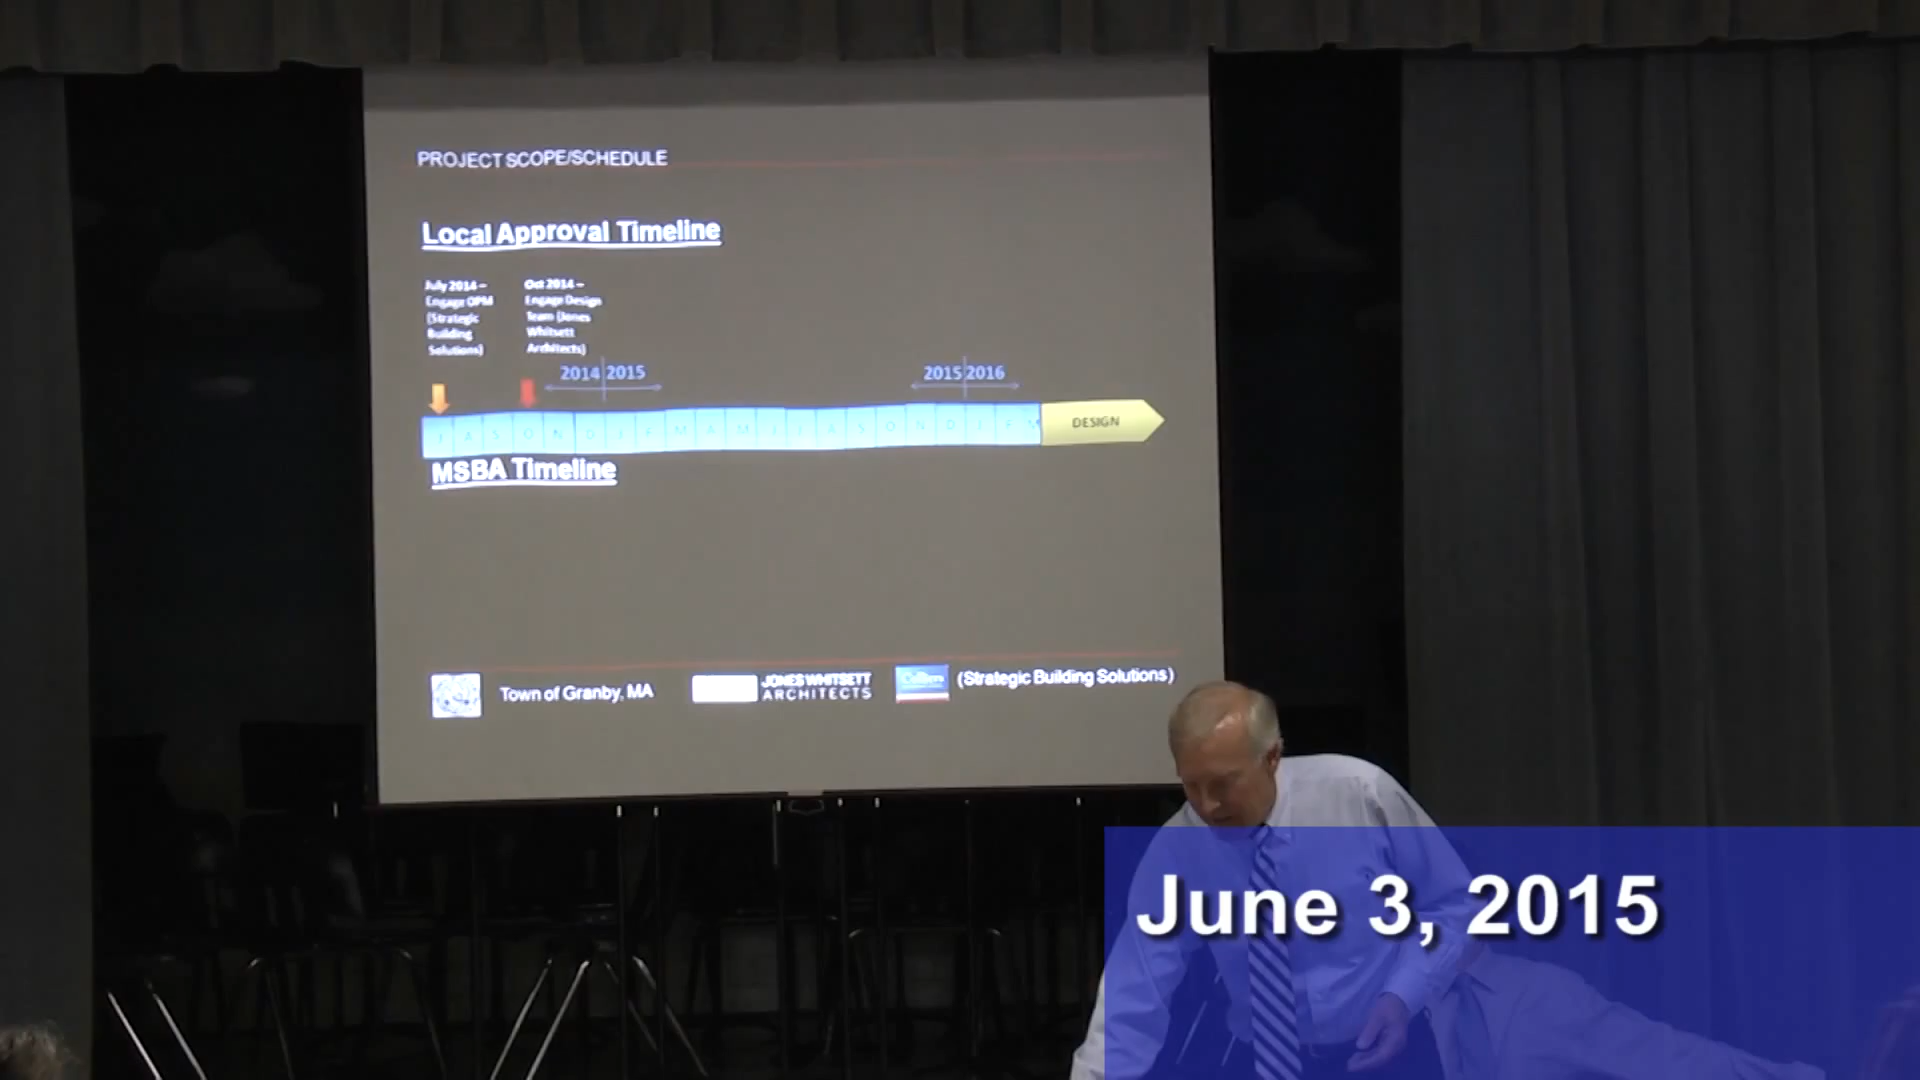 PROJECT SCOPE/SCHEDULE
Local Approval Timeline
July 2014 –
Engage OPM
(Strategic
Building
Solutions)
Oct 2014 –
Engage Design
Team (Jones
Whitsett
Architects)
2014 2015
2015 2016
J A S O N D J F M A M J J A S O N D J F M
DESIGN
MSBA Timeline
Town of Granby, MA
JONES WHITSETT
ARCHITECTS
Colliers
(Strategic Building Solutions)
June 3, 2015